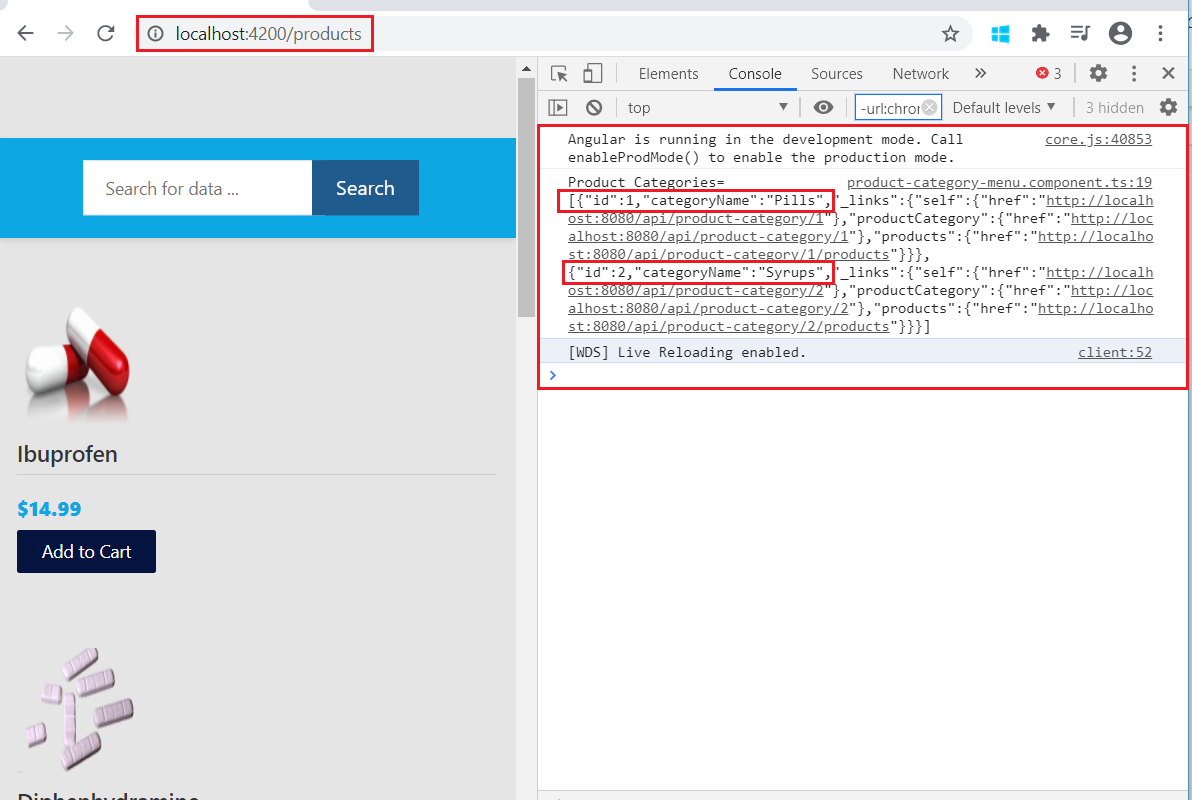 localhost:4200/products
Elements Console Sources Network » 3
top -url:chron Default levels ▼ 3 hidden
Search for data ... Search
Ibuprofen
$14.99
Add to Cart
Diphenhydramine
Angular is running in the development mode. Call core.js:40853
enableProdMode() to enable the production mode.
Product Categories= product-category-menu.component.ts:19
[{"id":1,"categoryName":"Pills","_links":{"self":{"href":"http://localh
ost:8080/api/product-category/1"},"productCategory":{"href":"http://loc
alhost:8080/api/product-category/1"},"products":{"href":"http://localho
st:8080/api/product-category/1/products"}}},
{"id":2,"categoryName":"Syrups","_links":{"self":{"href":"http://localh
ost:8080/api/product-category/2"},"productCategory":{"href":"http://loc
alhost:8080/api/product-category/2"},"products":{"href":"http://localho
st:8080/api/product-category/2/products"}}}]
[WDS] Live Reloading enabled. client:52